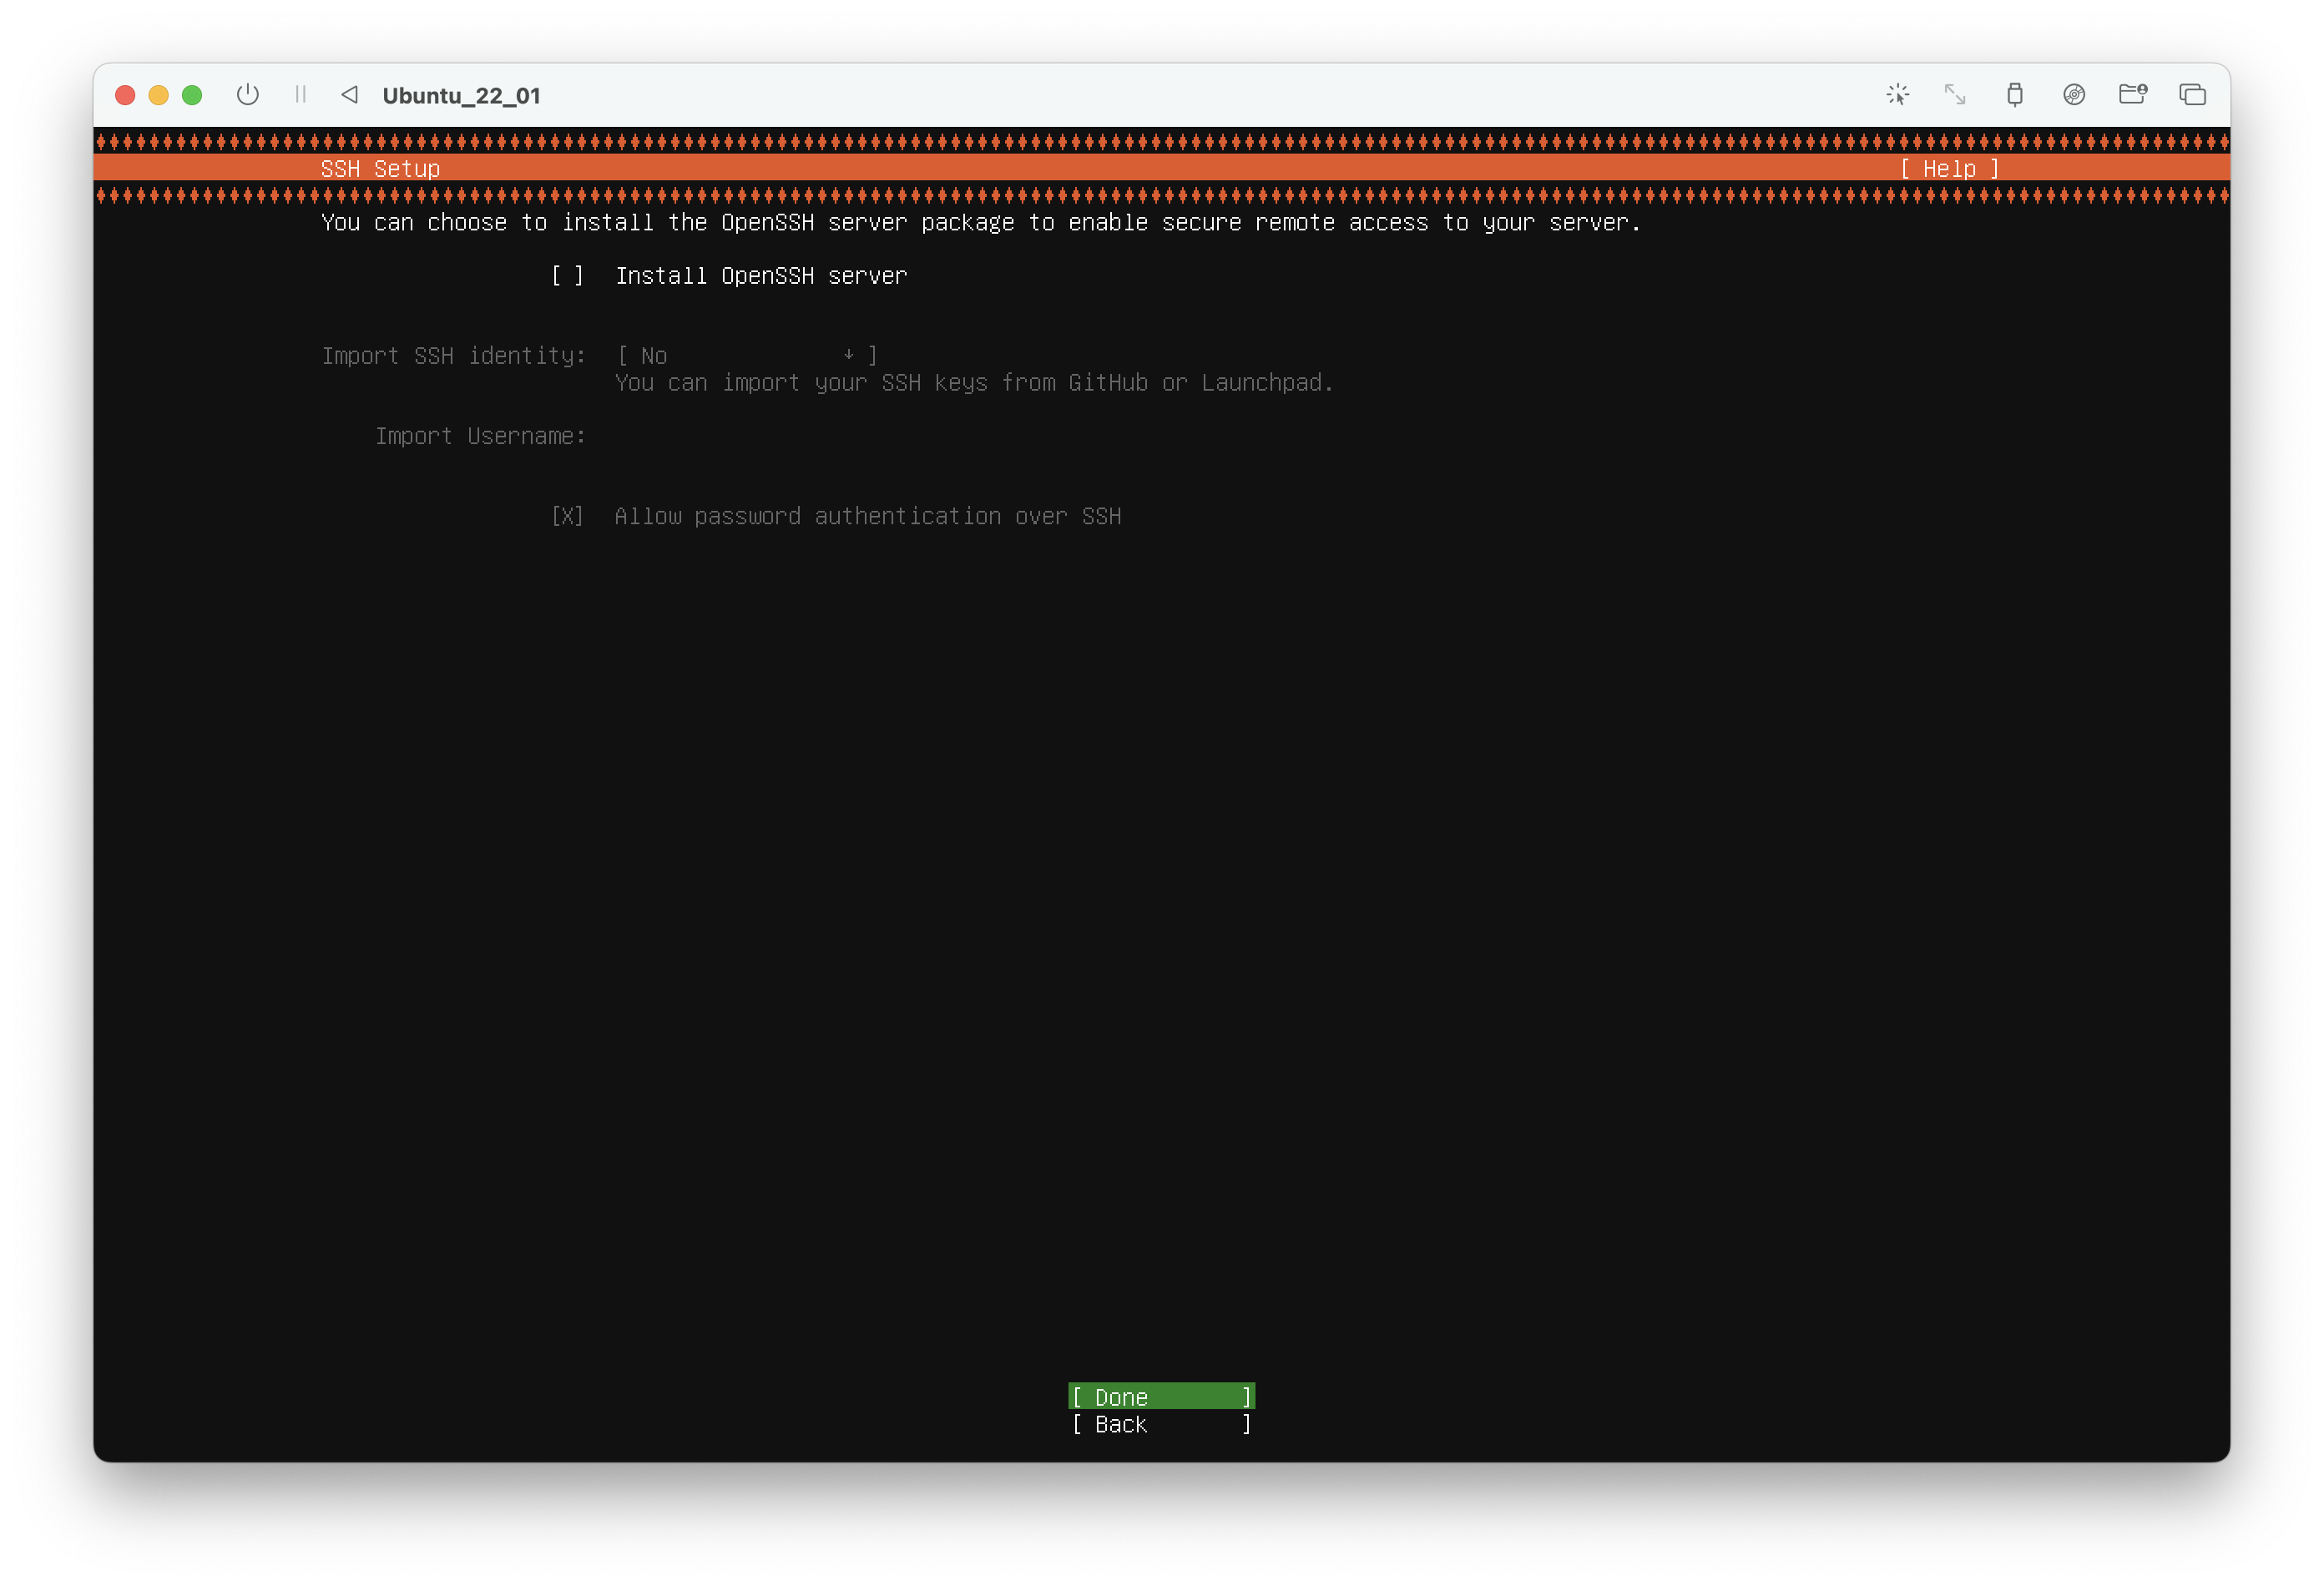 Ubuntu_22_01
SSH Setup [ Help ]
You can choose to install the OpenSSH server package to enable secure remote access to your server.
[ ] Install OpenSSH server
Import SSH identity: [ No ↓ ]
You can import your SSH keys from GitHub or Launchpad.
Import Username:
[X] Allow password authentication over SSH
[ Done ]
[ Back ]